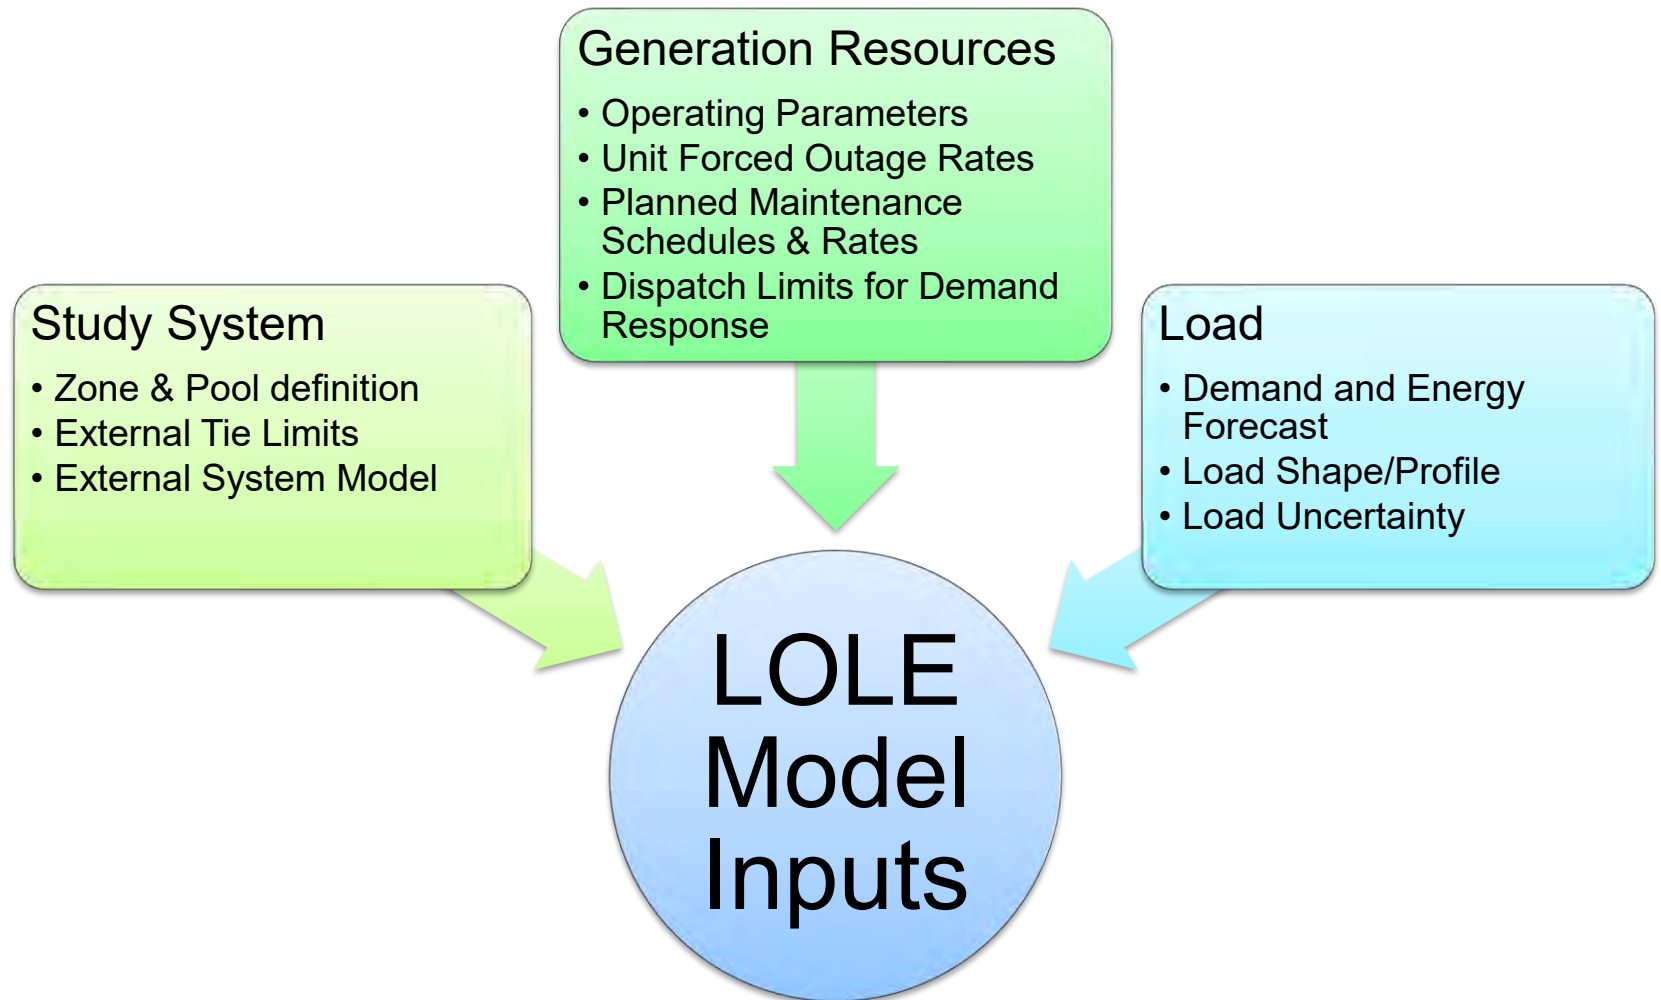 Generation Resources
• Operating Parameters
• Unit Forced Outage Rates
• Planned Maintenance
Schedules & Rates
• Dispatch Limits for Demand
Response
Study System
• Zone & Pool definition
• External Tie Limits
• External System Model
Load
• Demand and Energy
Forecast
• Load Shape/Profile
• Load Uncertainty
LOLE
Model
Inputs